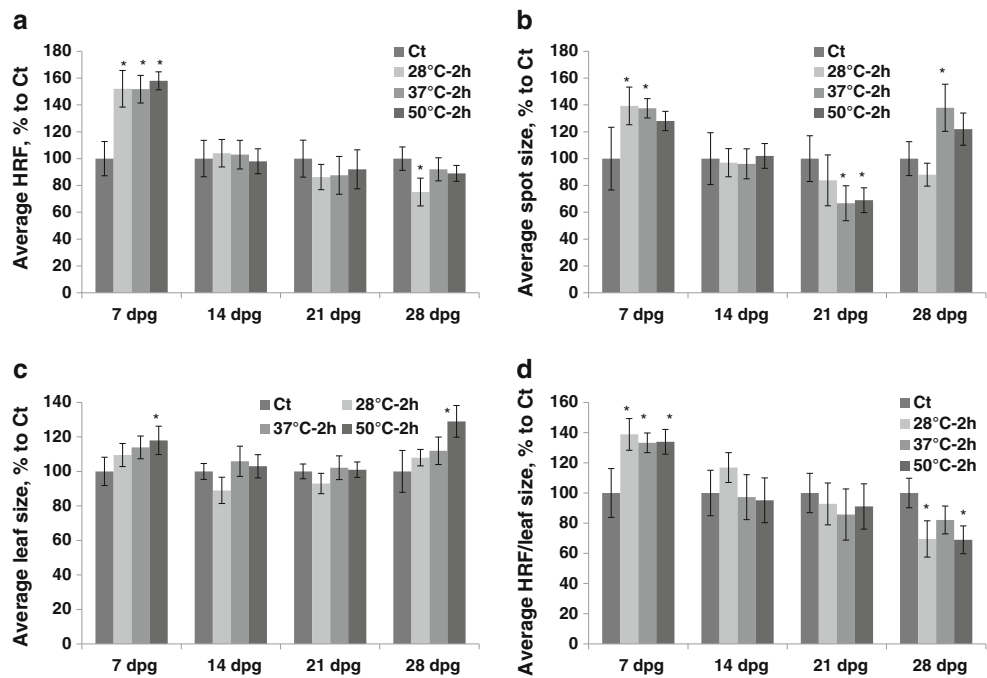 a
Average HRF, % to Ct
180
160
140
120
100
80
60
40
20
0
* * *
*
Ct
28°C-2h
37°C-2h
50°C-2h
7 dpg 14 dpg 21 dpg 28 dpg
b
Average spot size, % to Ct
180
160
140
120
100
80
60
40
20
0
* *
* *
*
Ct
28°C-2h
37°C-2h
50°C-2h
7 dpg 14 dpg 21 dpg 28 dpg
c
Average leaf size, % to Ct
140
120
100
80
60
40
20
0
*
*
Ct 28°C-2h
37°C-2h 50°C-2h
7 dpg 14 dpg 21 dpg 28 dpg
d
Average HRF/leaf size, % to Ct
160
140
120
100
80
60
40
20
0
* * *
* *
Ct
28°C-2h
37°C-2h
50°C-2h
7 dpg 14 dpg 21 dpg 28 dpg